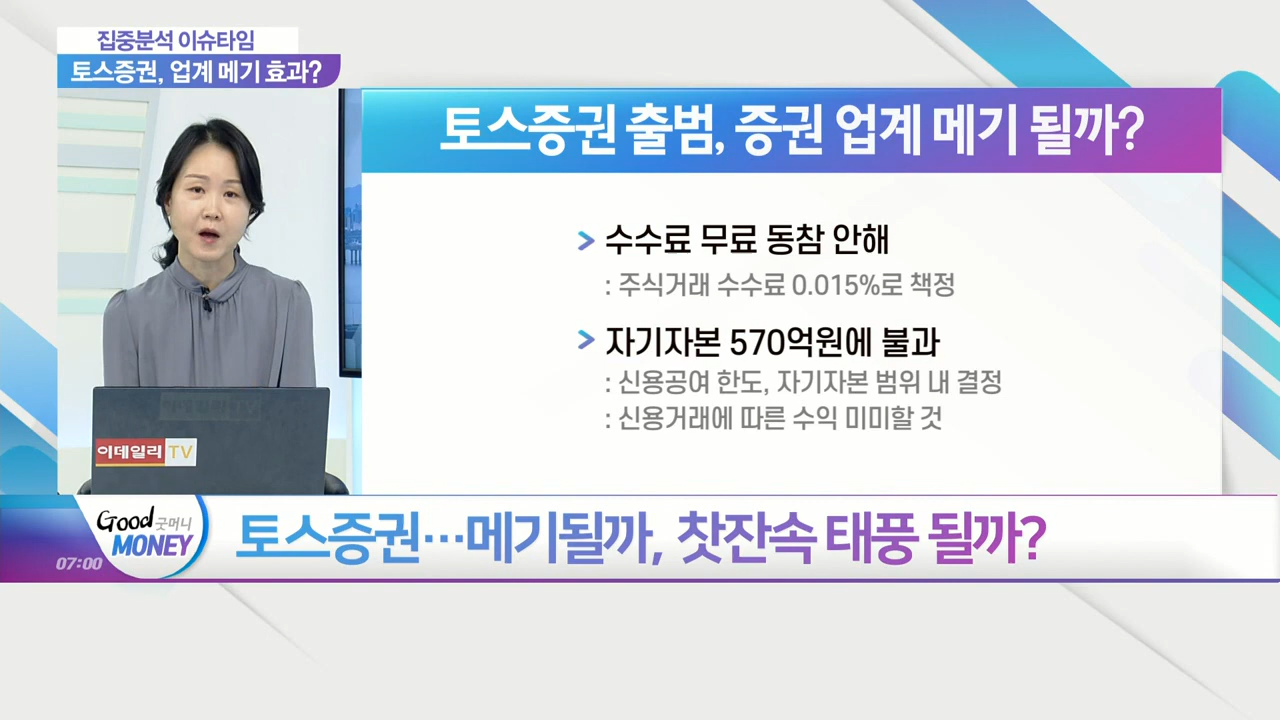 집중분석 이슈타임
토스증권, 업계 메기 효과?
토스증권 출범, 증권 업계 메기 될까?
> 수수료 무료 동참 안해
: 주식거래 수수료 0.015%로 책정
> 자기자본 570억원에 불과
: 신용공여 한도, 자기자본 범위 내 결정
: 신용거래에 따른 수익 미미할 것
이데일리 TV
Good 굿머니
MONEY
07:00
토스증권…메기될까, 찻잔속 태풍 될까?